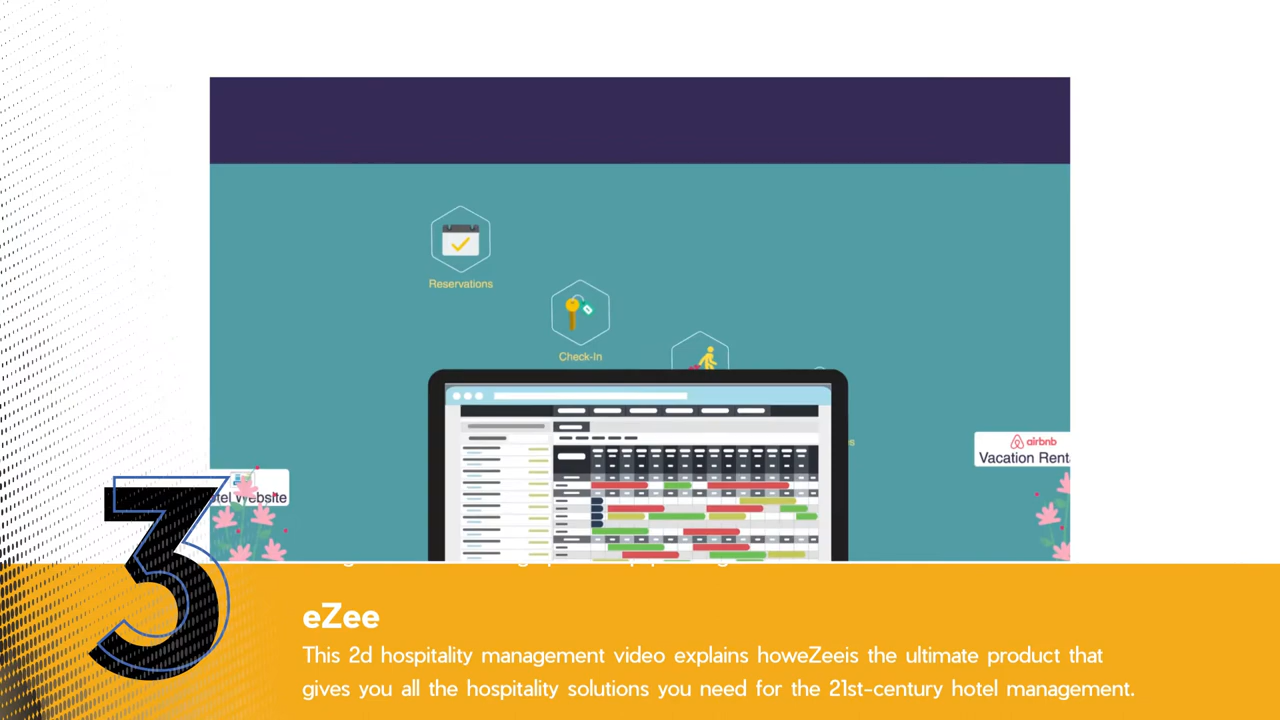 Reservations
Check-In
airbnb
Vacation Rent
tel Website
3
eZee
This 2d hospitality management video explains howeZeeis the ultimate product that
gives you all the hospitality solutions you need for the 21st-century hotel management.